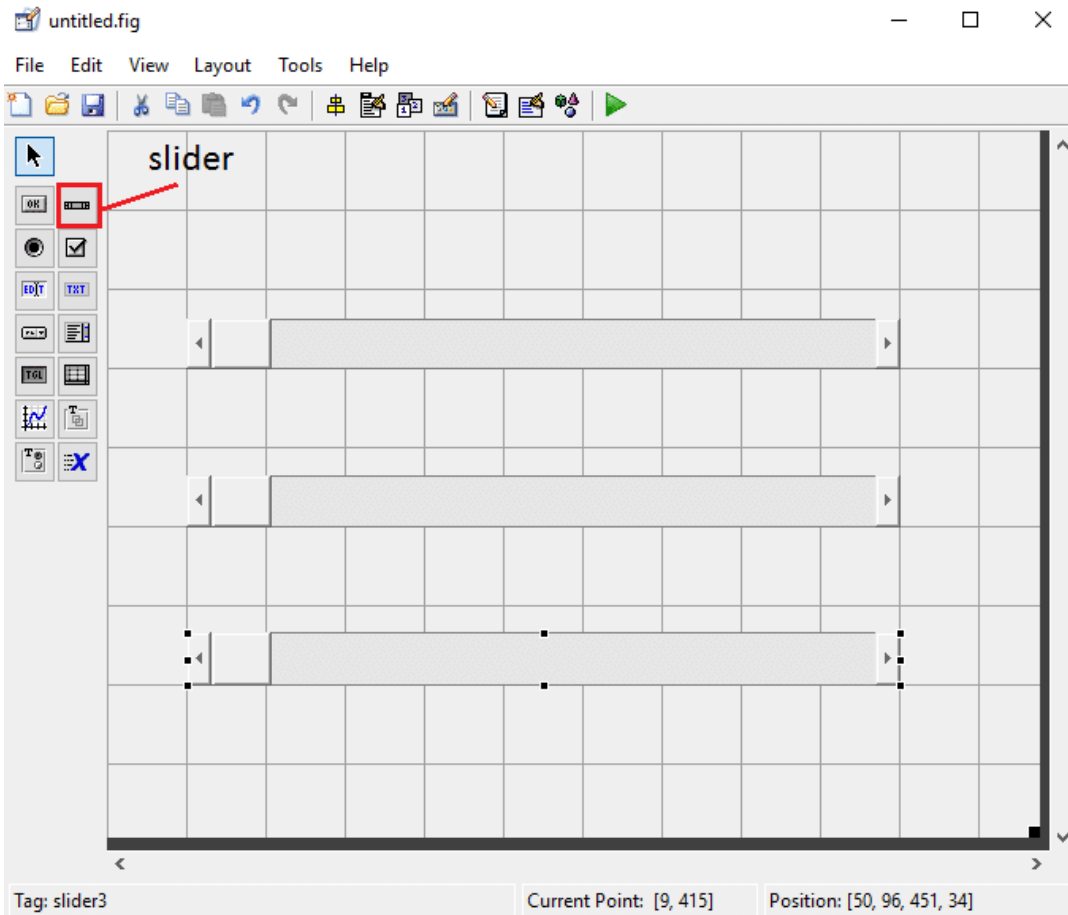 untitled.fig
File Edit View Layout Tools Help
slider
OK
EDIT TXT
TGL
T
T X
Tag: slider3 Current Point: [9, 415] Position: [50, 96, 451, 34]